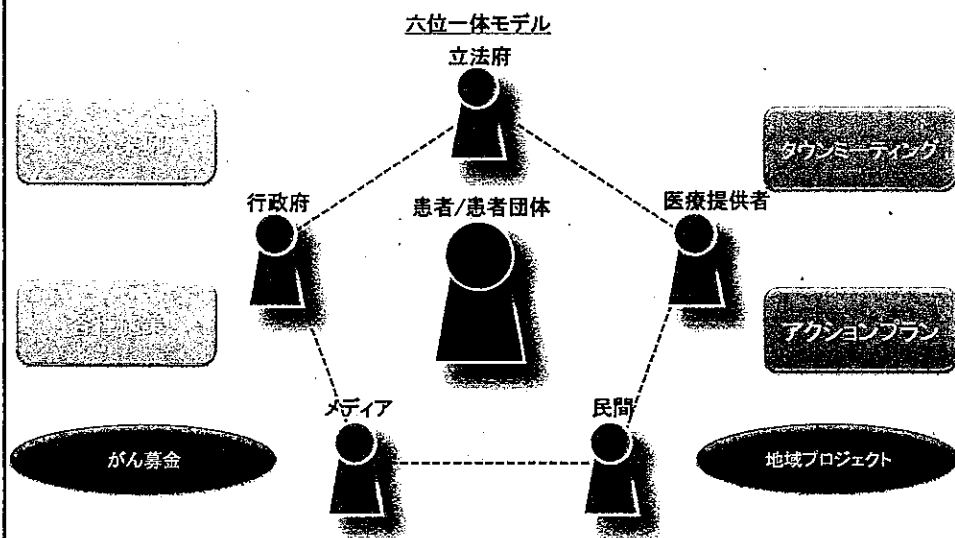 六位一体モデル
立法府
タウンミーティング
行政府
患者/患者団体
医療提供者
アクションプラン
メディア
民間
がん募金
地域プロジェクト